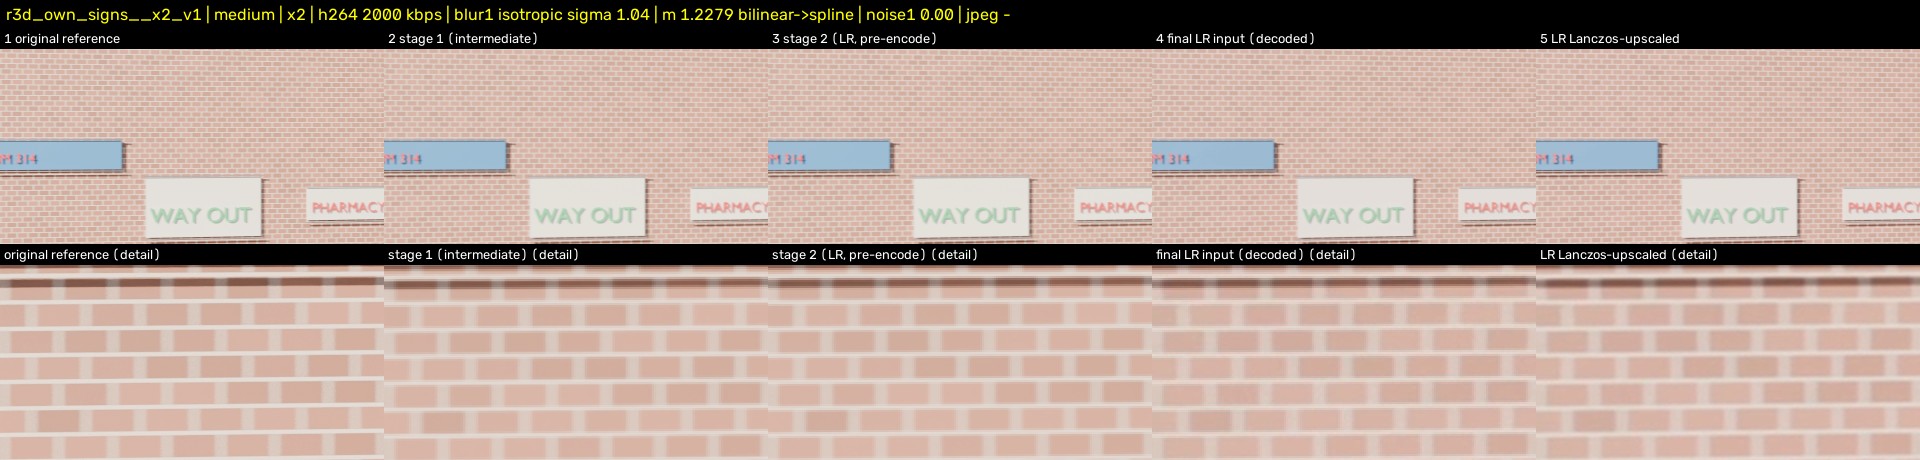 r3d_own_signs__x2_v1 | medium | x2 | h264 2000 kbps | blur1 isotropic sigma 1.04 | m 1.2279 bilinear->spline | noise1 0.00 | jpeg -
1 original reference
2 stage 1 (intermediate)
3 stage 2 (LR, pre-encode)
4 final LR input (decoded)
5 LR Lanczos-upscaled
314
WAY OUT
PHARMACY
314
WAY OUT
PHARMACY
314
WAY OUT
PHARMACY
314
WAY OUT
PHARMACY
314
WAY OUT
PHARMACY
original reference (detail)
stage 1 (intermediate) (detail)
stage 2 (LR, pre-encode) (detail)
final LR input (decoded) (detail)
LR Lanczos-upscaled (detail)